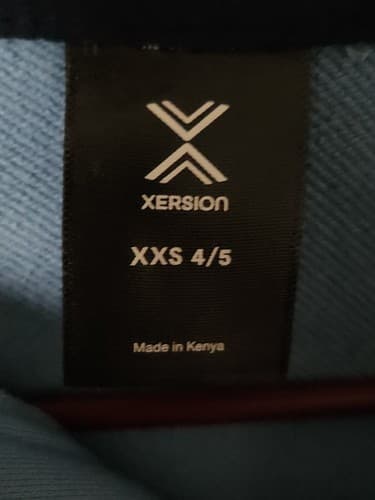 XERSION
XXS 4/5
Made in Kenya